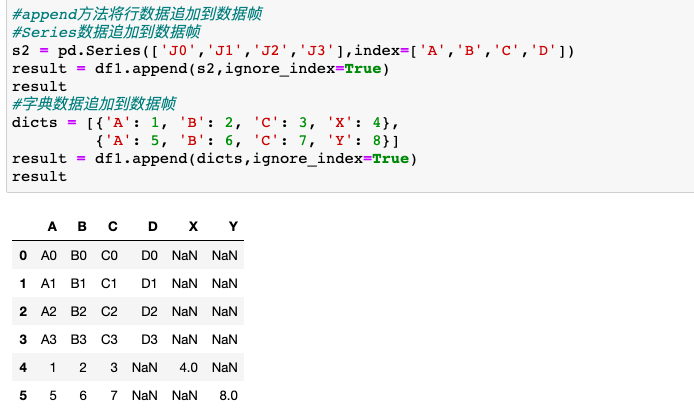 #append方法将行数据追加到数据帧
#Series数据追加到数据帧
s2 = pd.Series(['J0','J1','J2','J3'],index=['A','B','C','D'])
result = df1.append(s2,ignore_index=True)
result
#字典数据追加到数据帧
dicts = [{'A': 1, 'B': 2, 'C': 3, 'X': 4},
{'A': 5, 'B': 6, 'C': 7, 'Y': 8}]
result = df1.append(dicts,ignore_index=True)
result
A B C D X Y
0 A0 B0 C0 D0 NaN NaN
1 A1 B1 C1 D1 NaN NaN
2 A2 B2 C2 D2 NaN NaN
3 A3 B3 C3 D3 NaN NaN
4 1 2 3 NaN 4.0 NaN
5 5 6 7 NaN NaN 8.0